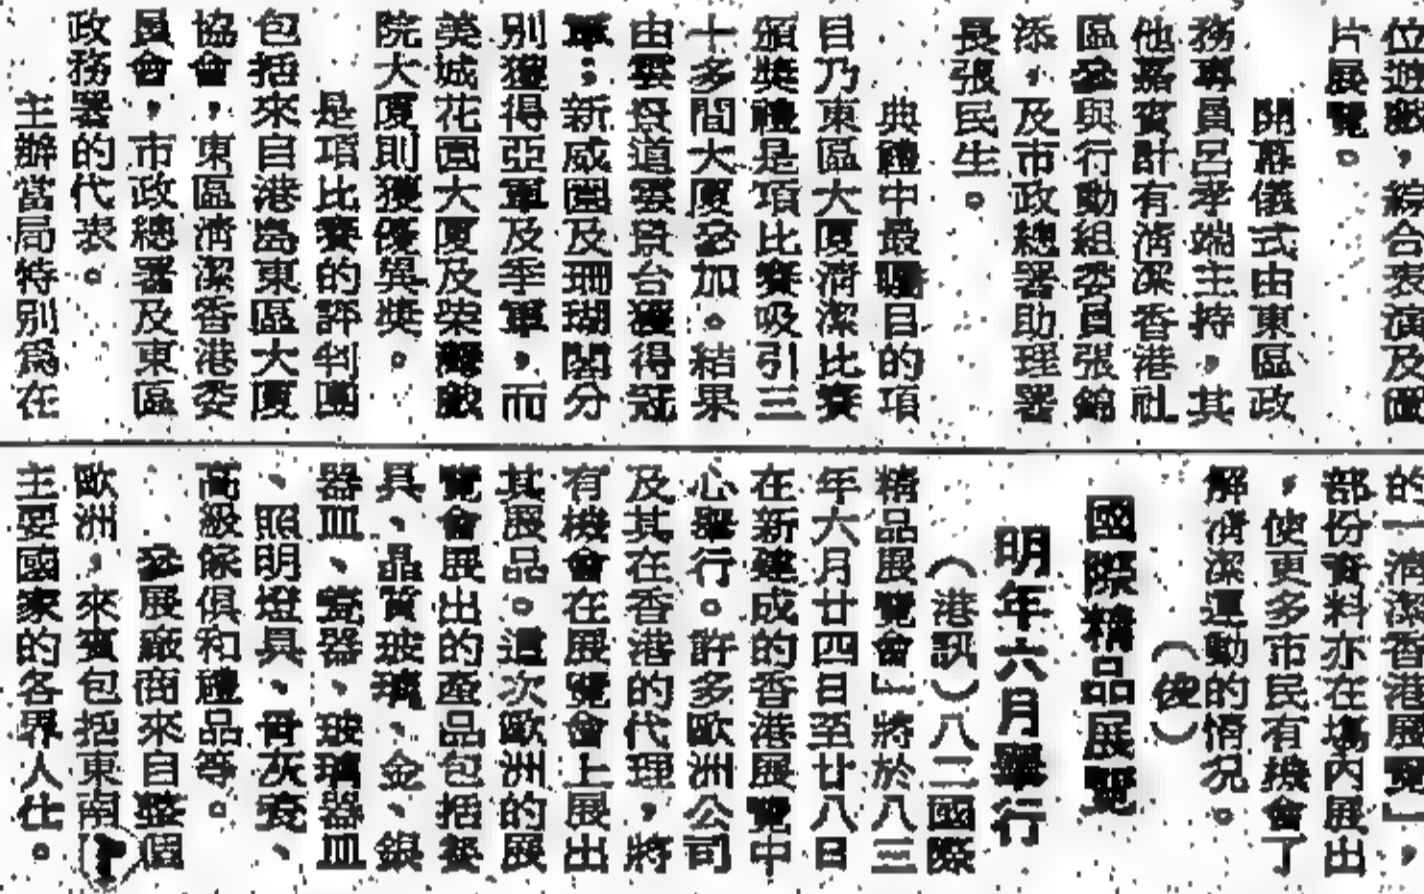 位遊艇，綜合表演及圖
片展覽。
開幕儀式由東區政
務專員呂孝端主持，其
他嘉賓計有清潔香港社
區參與行動組委員張錦
添，及市政總署助理署
長張民生。
典禮中最矚目的項
目乃東區大厦清潔比賽
頒獎禮是項比賽吸引三
十多間大厦參加。結果
由雲景道雲景台獲得冠
軍；新威園及珊瑚閣分
別獲得亞軍及季軍，而
美城花園大厦及柴灣
院大厦則獲優異獎。
是項比賽的評判團
包括來自港島東區大厦
協會，東區清潔香港委
員會，市政總署及東區
政務署的代表。
主辦當局特別爲在
的一清潔香港展覽」，
部份資料亦在塲內展出
，使更多市民有機會了
解清潔運動的情況。
（俊）
國際精品展覽
明年六月舉行
（港訊）八二國際
精品展覽會』將於八三
年六月廿四日至廿八日
在新建成的香港展覽中
心舉行。許多歐洲公司
及其在香港的代理，將
有機會在展覽會上展出
其展品。這次歐洲的展
覽會展出的產品包括餐
具、晶質玻璃、金、銀
器皿、瓷器、玻璃器皿
、照明燈具、骨灰瓷、
高級傢俱和禮品等。
參展廠商來自整個
歐洲，來賓包括東南
主要國家的各界人仕。